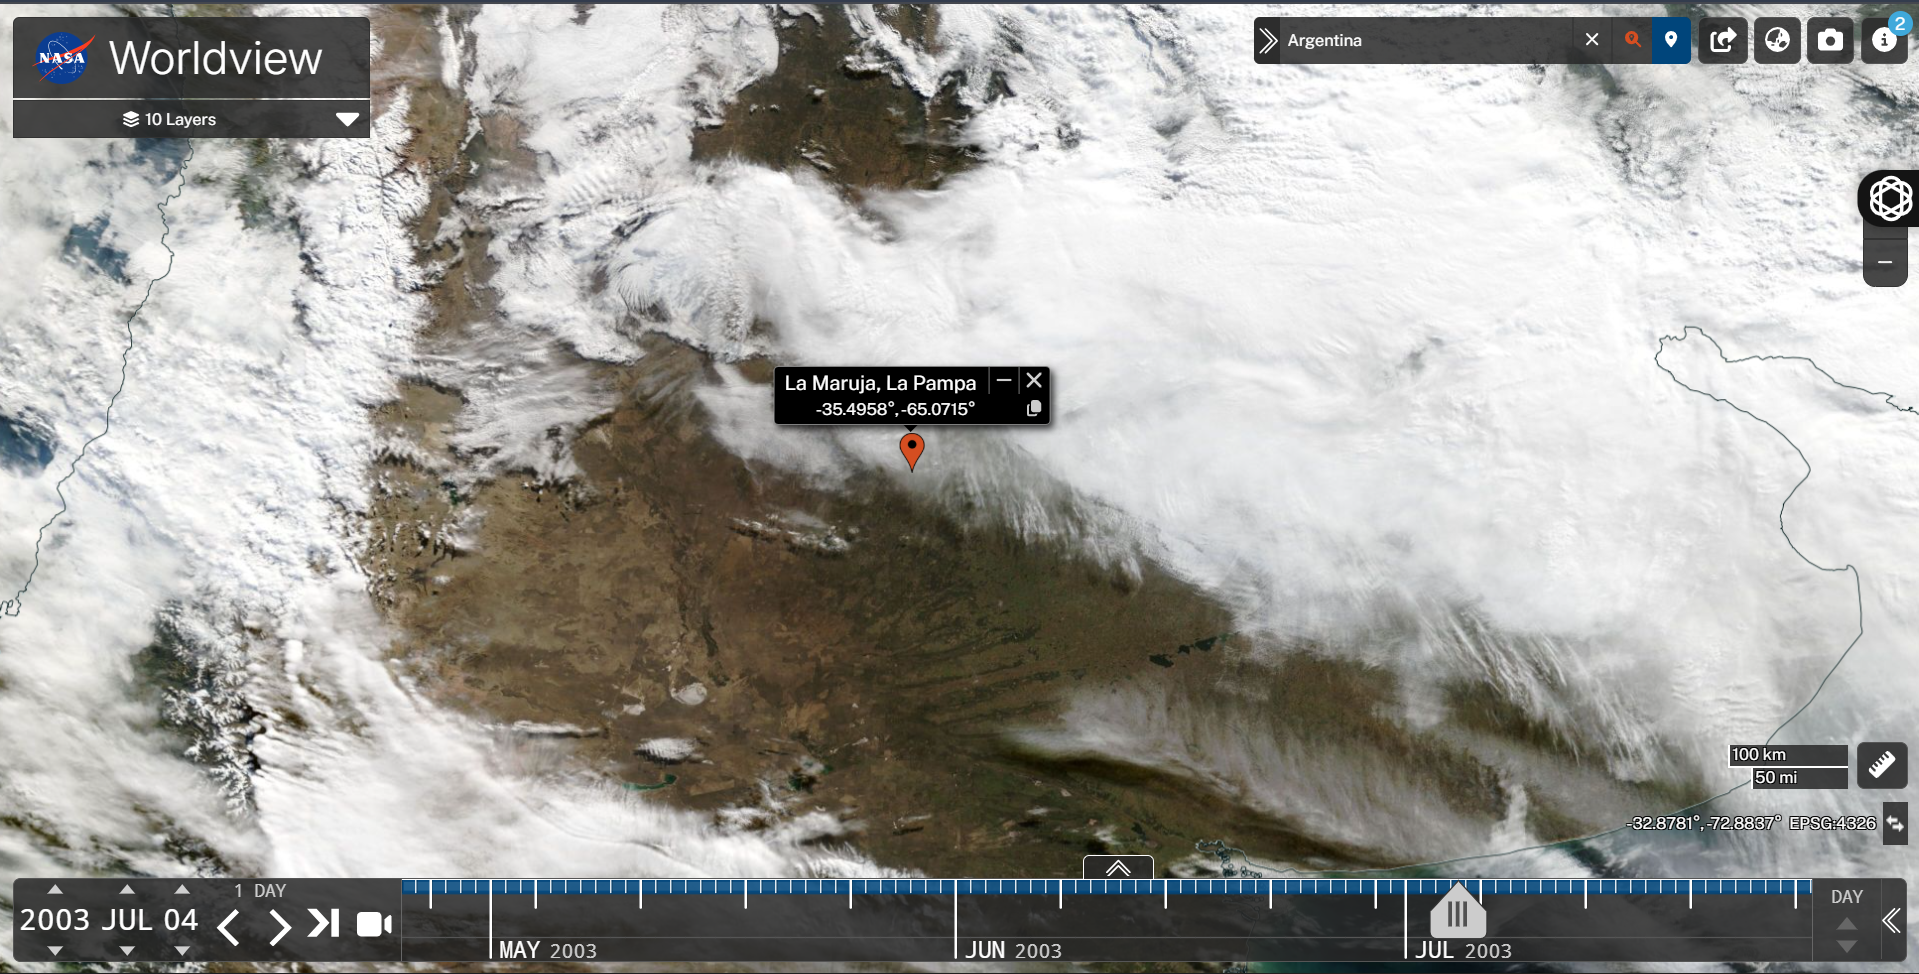 NASA Worldview
10 Layers
Argentina
2
La Maruja, La Pampa
-35.4958°, -65.0715°
100 km
50 mi
-32.8781°, -72.8837° EPSG:4326
1 DAY
2003 JUL 04
MAY 2003
JUN 2003
JUL 2003
DAY